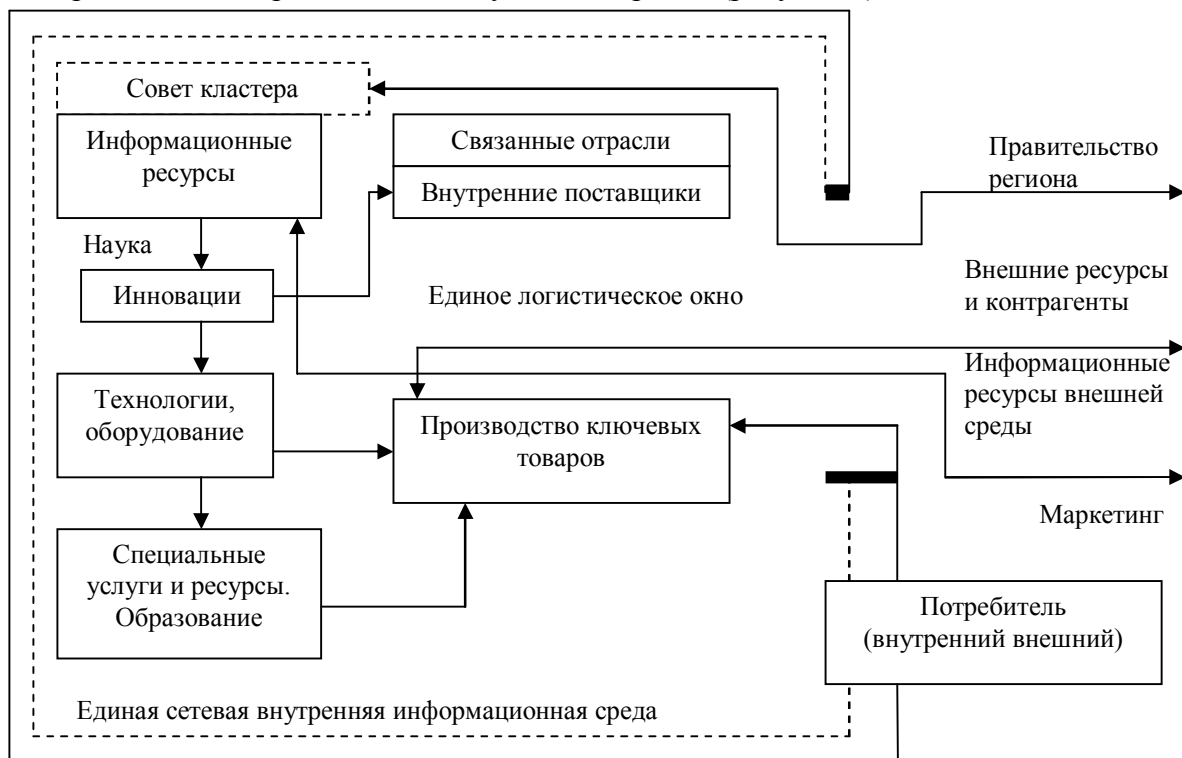 Совет кластера
Информационные
ресурсы
Связанные отрасли
Внутренние поставщики
Правительство
региона
Наука
Инновации
Единое логистическое окно
Внешние ресурсы
и контрагенты
Технологии,
оборудование
Производство ключевых
товаров
Информационные
ресурсы внешней
среды
Маркетинг
Специальные
услуги и ресурсы.
Образование
Потребитель
(внутренний внешний)
Единая сетевая внутренняя информационная среда